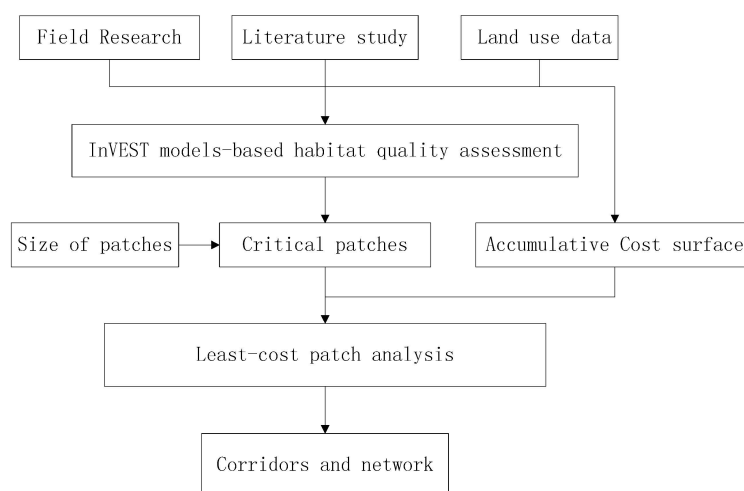 Field Research
Literature study
Land use data
InVEST models-based habitat quality assessment
Size of patches
Critical patches
Accumulative Cost surface
Least-cost patch analysis
Corridors and network